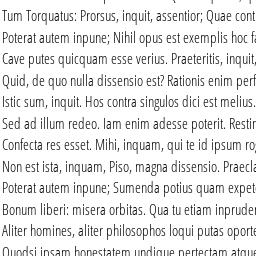 Tum Torquatus: Prorsus, inquit, assentior; Quae cont
Poterat autem inpune; Nihil opus est exemplis hoc fa
Cave putes quicquam esse verius. Praeteritis, inquit,
Quid, de quo nulla dissensio est? Rationis enim perf
Istic sum, inquit. Hos contra singulos dici est melius.
Sed ad illum redeo. Iam enim adesse poterit. Restin
Confecta res esset. Mihi, inquam, qui te id ipsum rog
Non est ista, inquam, Piso, magna dissensio. Praecla
Poterat autem inpune; Sumenda potius quam expet
Bonum liberi: misera orbitas. Qua tu etiam inpruden
Aliter homines, aliter philosophos loqui putas oporte
Quodsi ipsam honestatem undique pertectam atque